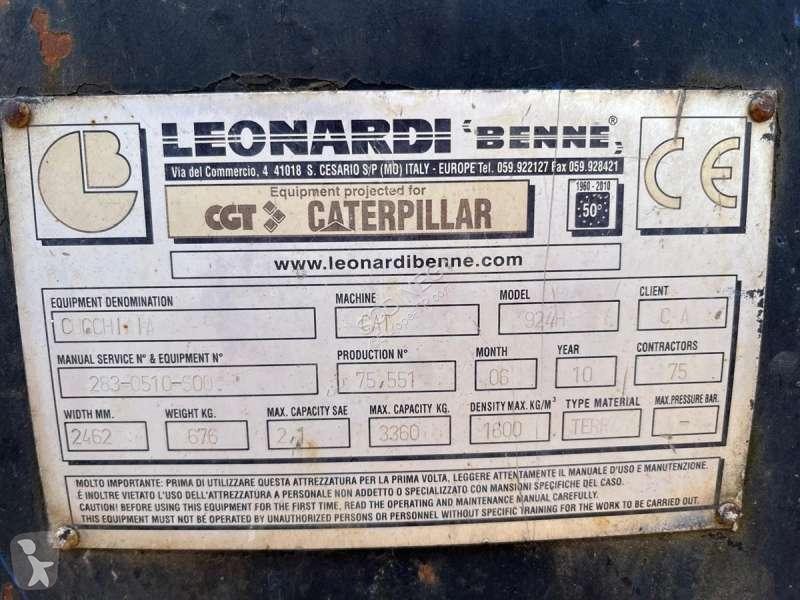 LEONARDI 'BENNE,®
Via del Commercio, 4 41018 S. CESARIO S/P (MO) ITALY - EUROPE Tel. 059.922127 Fax 059.928421
Equipment projected for
CGT CATERPILLAR
1960 - 2010
50°
CE
www.leonardibenne.com
EQUIPMENT DENOMINATION MACHINE MODEL CLIENT
CAT 924H
MANUAL SERVICE N° & EQUIPMENT N° PRODUCTION N° MONTH YEAR CONTRACTORS
283-0510-S00 75.551 06 10 75
WIDTH MM. WEIGHT KG. MAX. CAPACITY SAE MAX. CAPACITY KG. DENSITY MAX. KG/M³ TYPE MATERIAL MAX.PRESSURE BAR.
2462 676 2,1 3360 1600 -
MOLTO IMPORTANTE: PRIMA DI UTILIZZARE QUESTA ATTREZZATURA PER LA PRIMA VOLTA, LEGGERE ATTENTAMENTE IL MANUALE D'USO E MANUTENZIONE.
È INOLTRE VIETATO L'USO DELL'ATTREZZATURA A PERSONALE NON ADDETTO O SPECIALIZZATO CON MANSIONI SPECIFICHE DEL CASO.
CAUTION! BEFORE USING THIS EQUIPMENT FOR THE FIRST TIME, READ THE OPERATING AND MAINTENANCE MANUAL CAREFULLY.
THIS EQUIPMENT MUST NOT BE OPERATED BY UNAUTHORIZED PERSONS OR PERSONNEL WITHOUT SPECIFIC TRAINING FOR THE WORK TO BE CARRIED OUT.